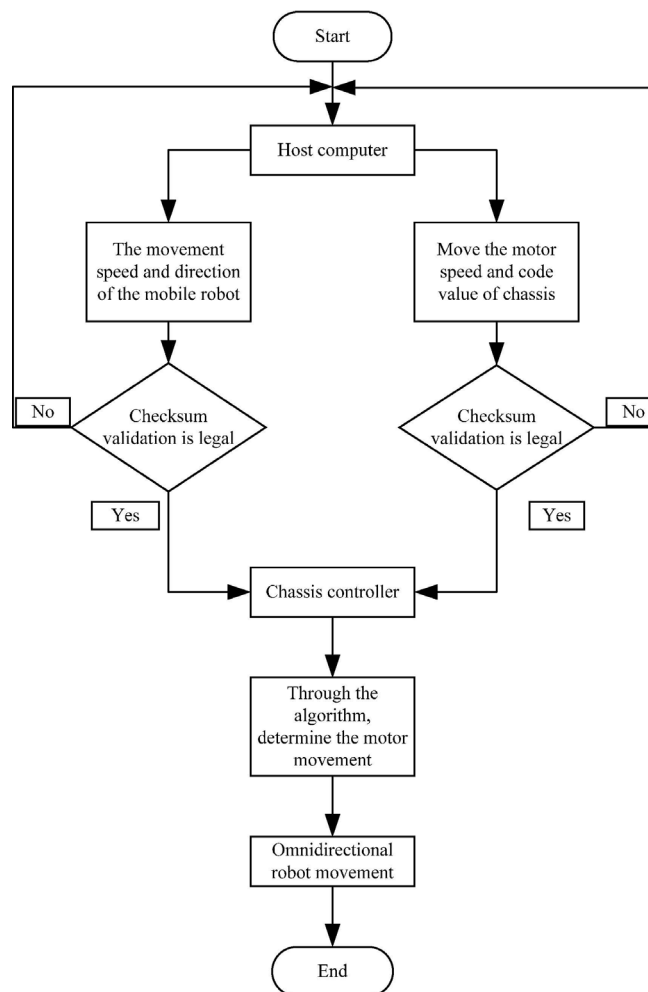 Start
Host computer
The movement
speed and direction
of the mobile robot
Move the motor
speed and code
value of chassis
No
Checksum
validation is legal
Checksum
validation is legal
No
Yes
Yes
Chassis controller
Through the
algorithm,
determine the motor
movement
Omnidirectional
robot movement
End